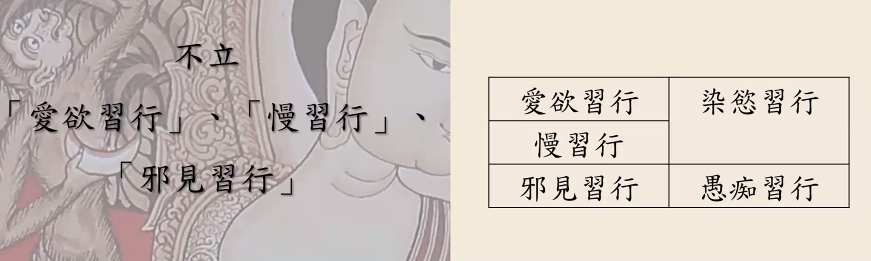 不立
「愛欲習行」、「慢習行」、
「邪見習行」
愛欲習行 染慾習行
慢習行
邪見習行 愚痴習行